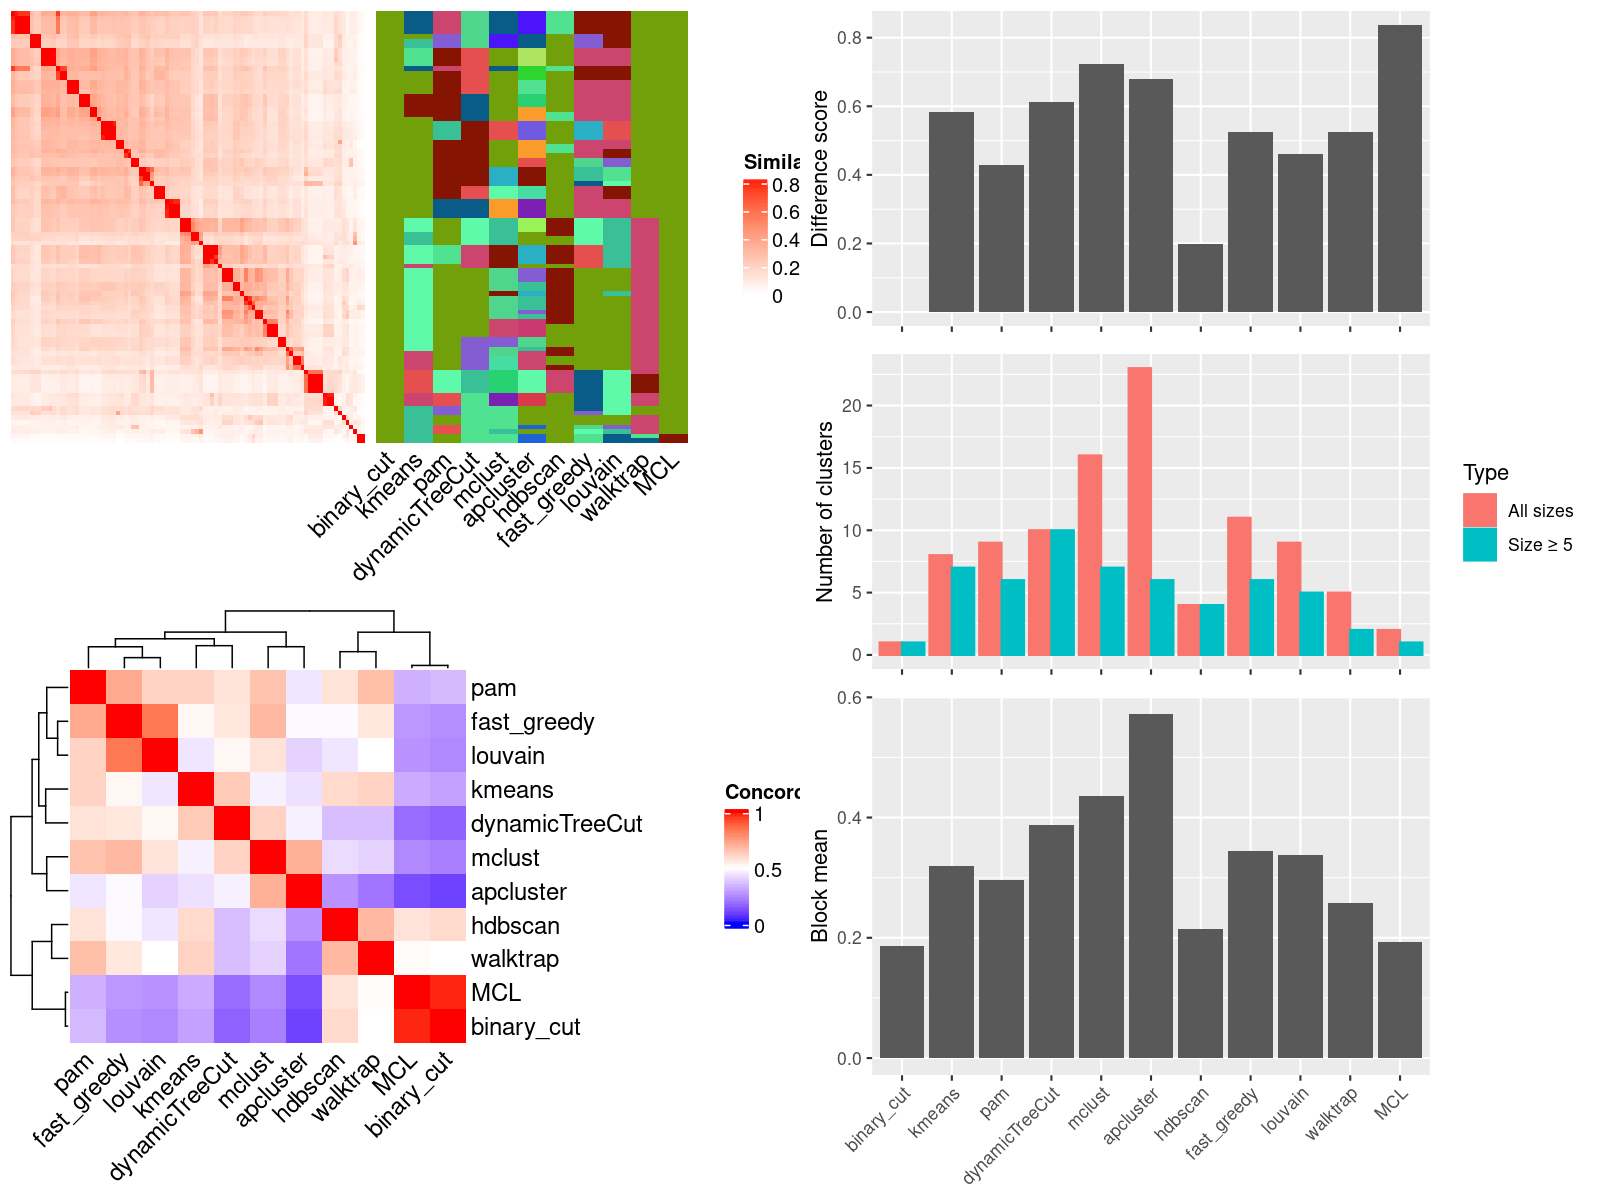 Simila
0.8
0.6
0.4
0.2
0
binary_cut
kmeans
pam
dynamicTreeCut
mclust
apcluster
hdbscan
fast_greedy
louvain
walktrap
MCL
pam
fast_greedy
louvain
kmeans
dynamicTreeCut
mclust
apcluster
hdbscan
walktrap
MCL
binary_cut
pam
fast_greedy
louvain
kmeans
dynamicTreeCut
mclust
apcluster
hdbscan
walktrap
MCL
binary_cut
Concord
1
0.5
0
Difference score
0.8
0.6
0.4
0.2
0.0
Number of clusters
20
15
10
5
0
Type
All sizes
Size ≥ 5
Block mean
0.6
0.4
0.2
0.0
binary_cut
kmeans
pam
dynamicTreeCut
mclust
apcluster
hdbscan
fast_greedy
louvain
walktrap
MCL